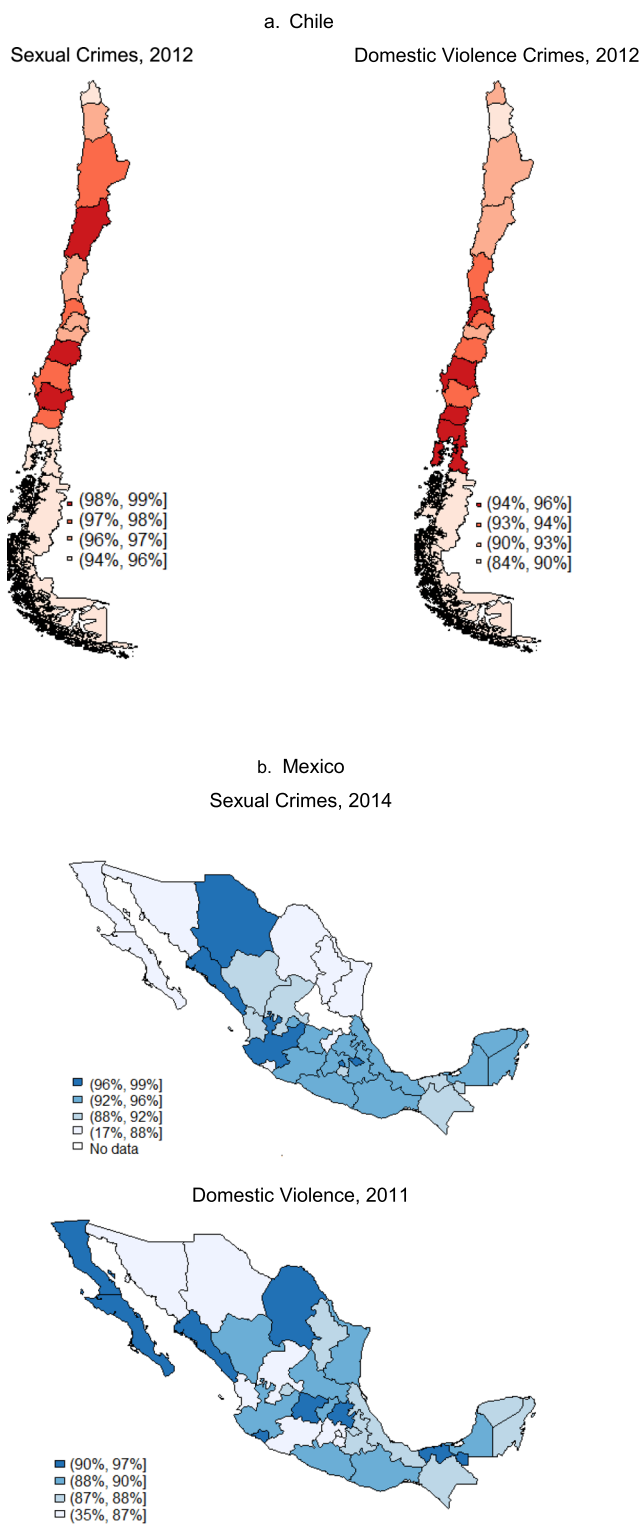 a. Chile
Sexual Crimes, 2012
Domestic Violence Crimes, 2012
(98%, 99%]
(97%, 98%]
(96%, 97%]
(94%, 96%]
(94%, 96%]
(93%, 94%]
(90%, 93%]
(84%, 90%]
b. Mexico
Sexual Crimes, 2014
(96%, 99%]
(92%, 96%]
(88%, 92%]
(17%, 88%]
No data
Domestic Violence, 2011
(90%, 97%]
(88%, 90%]
(87%, 88%]
(35%, 87%]